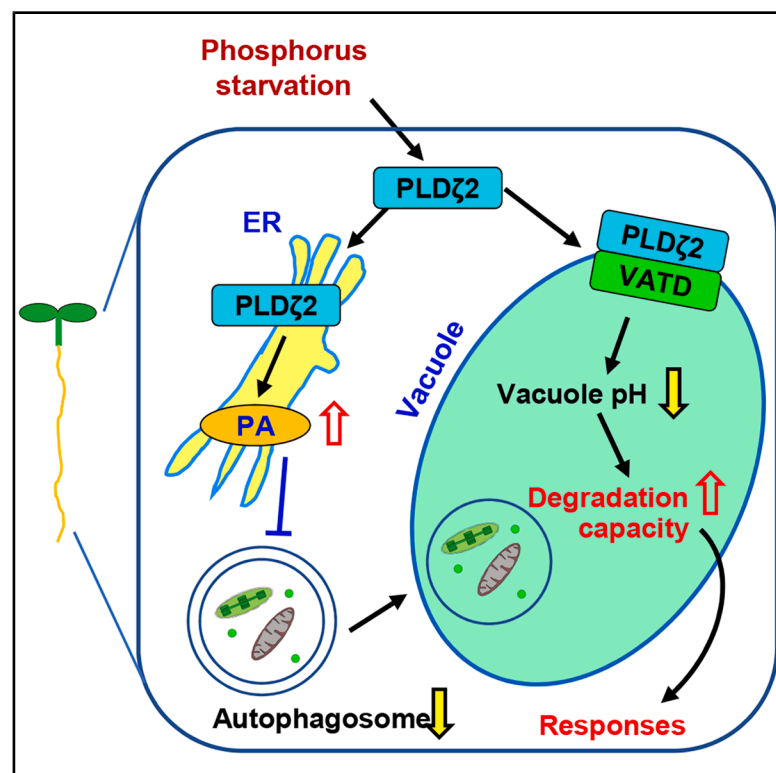 Phosphorus
starvation
PLDζ2
ER
PLDζ2
VATD
PLDζ2
Vacuole
Vacuole pH
PA
Degradation
capacity
Autophagosome
Responses